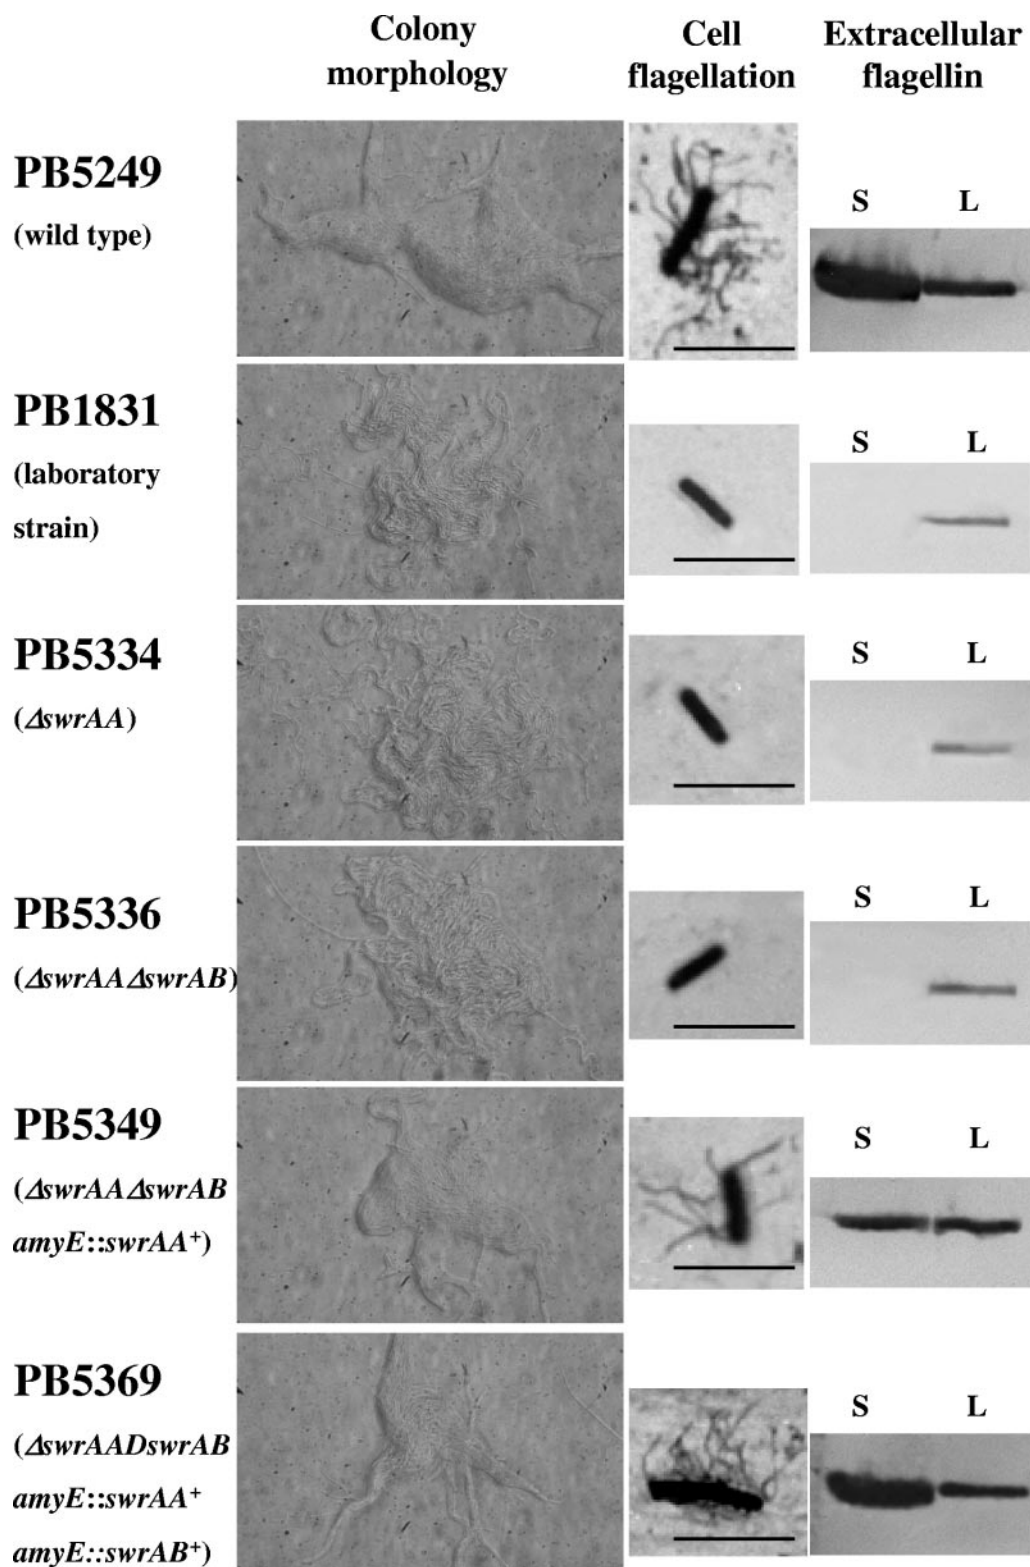 Colony
morphology
Cell
flagellation
Extracellular
flagellin
PB5249
(wild type)
S L
PB1831
(laboratory
strain)
S L
PB5334
(ΔswrAA)
S L
PB5336
(ΔswrAAΔswrAB)
S L
PB5349
(ΔswrAAΔswrAB
amyE::swrAA⁺)
S L
PB5369
(ΔswrAADswrAB
amyE::swrAA⁺
amyE::swrAB⁺)
S L